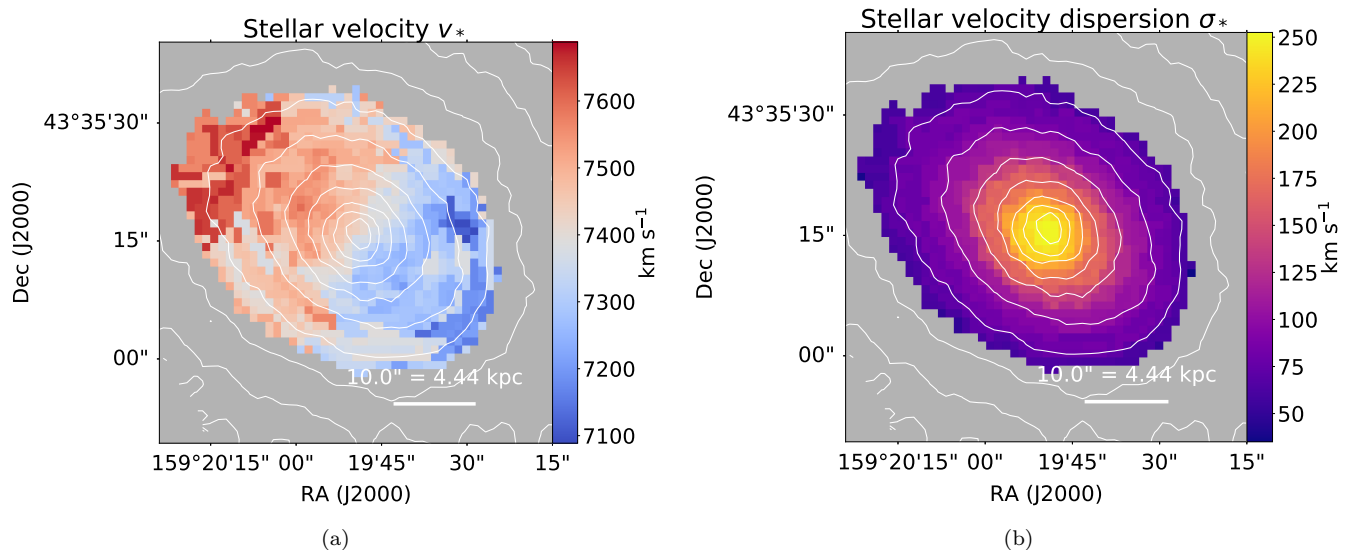 Stellar velocity v*
43°35'30"
15"
00"
Dec (J2000)
10.0" = 4.44 kpc
159°20'15" 00" 19'45" 30" 15"
RA (J2000)
7600
7500
7400
7300
7200
7100
km s⁻¹
(a)
Stellar velocity dispersion σ*
43°35'30"
15"
00"
Dec (J2000)
10.0" = 4.44 kpc
159°20'15" 00" 19'45" 30" 15"
RA (J2000)
250
225
200
175
150
125
100
75
50
km s⁻¹
(b)